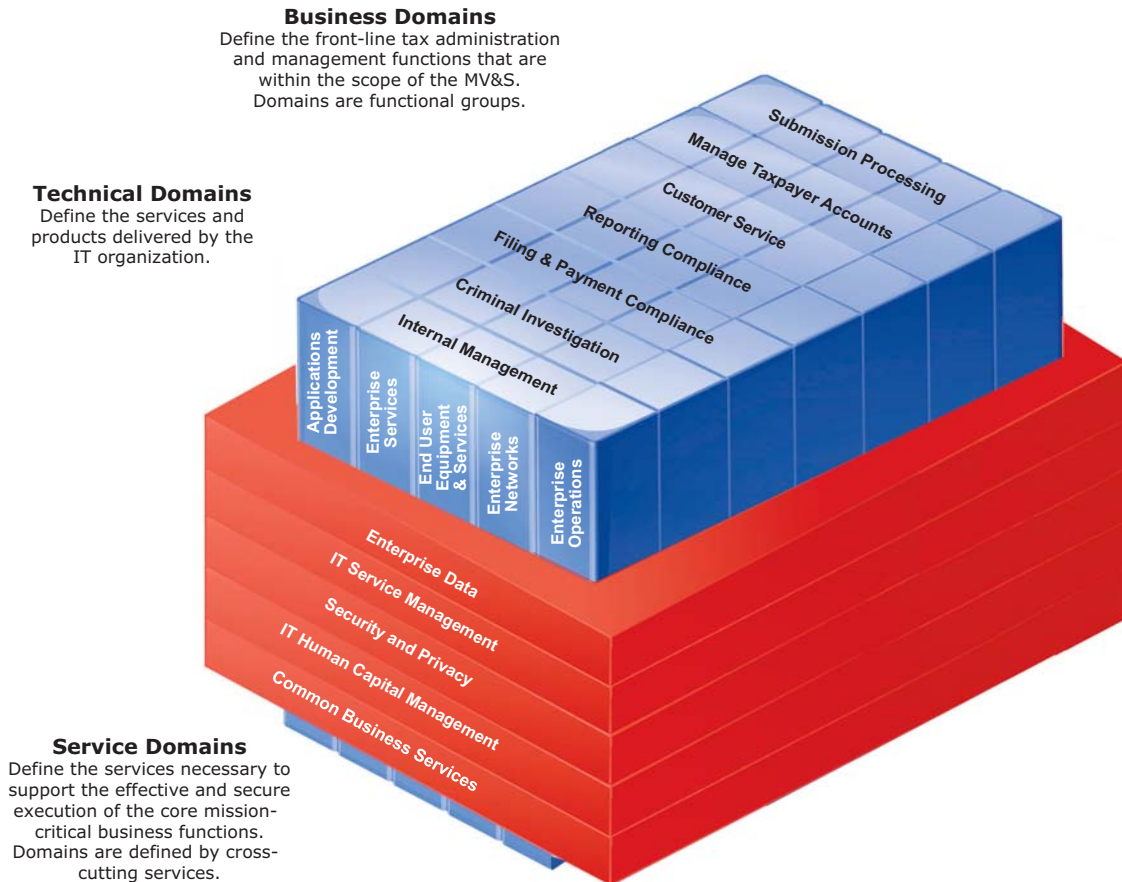 Business Domains
Define the front-line tax administration
and management functions that are
within the scope of the MV&S.
Domains are functional groups.
Technical Domains
Define the services and
products delivered by the
IT organization.
Submission Processing
Manage Taxpayer Accounts
Customer Service
Reporting Compliance
Filing & Payment Compliance
Criminal Investigation
Internal Management
Applications
Development
Enterprise
Services
End User
Equipment
& Services
Enterprise
Networks
Enterprise
Operations
Enterprise Data
IT Service Management
Security and Privacy
IT Human Capital Management
Common Business Services
Service Domains
Define the services necessary to
support the effective and secure
execution of the core mission-
critical business functions.
Domains are defined by cross-
cutting services.